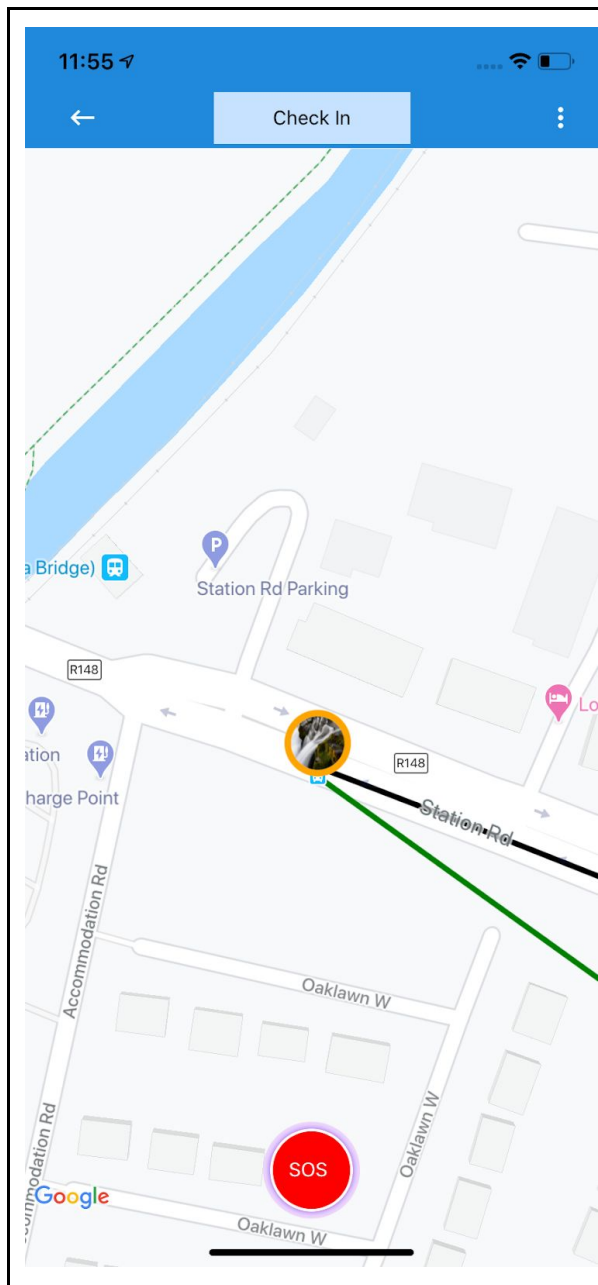 11:55
Check In
a Bridge)
P
Station Rd Parking
R148
Lo
ation
R148
harge Point
Station Rd
Accommodation Rd
Oaklawn W
Oaklawn W
SOS
ommodation Rd
Google
Oaklawn W